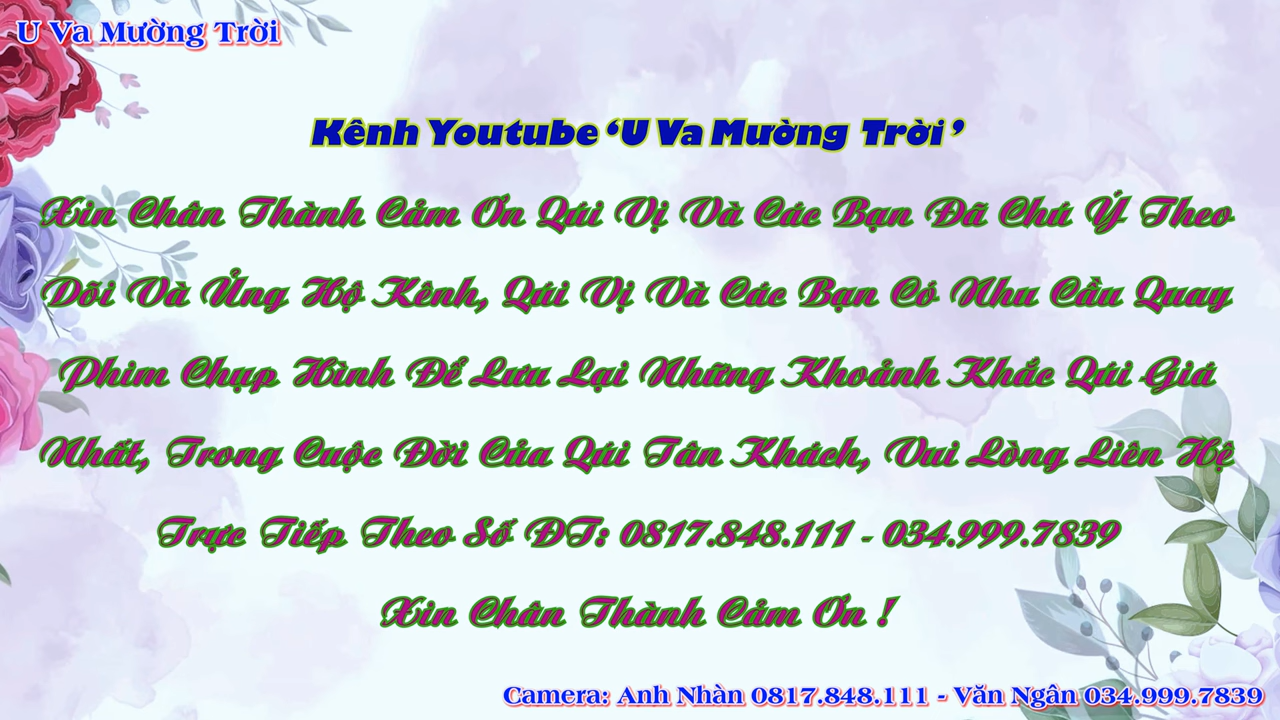 U Va Mường Trời
Kênh Youtube ‘U Va Mường Trời’
Xin Chân Thành Cảm Ơn Qúi Vị Và Các Bạn Đã Chú Ý Theo
Dõi Và Ủng Hộ Kênh, Qúi Vị Và Các Bạn Có Nhu Cầu Quay
Phim Chụp Hình Để Lưu Lại Những Khoảnh Khắc Qúi Giá
Nhất, Trong Cuộc Đời Của Qúi Tân Khách, Vui Lòng Liên Hệ
Trực Tiếp Theo Số ĐT: 0817.848.111 - 034.999.7839
Xin Chân Thành Cảm Ơn !
Camera: Anh Nhàn 0817.848.111 - Văn Ngân 034.999.7839